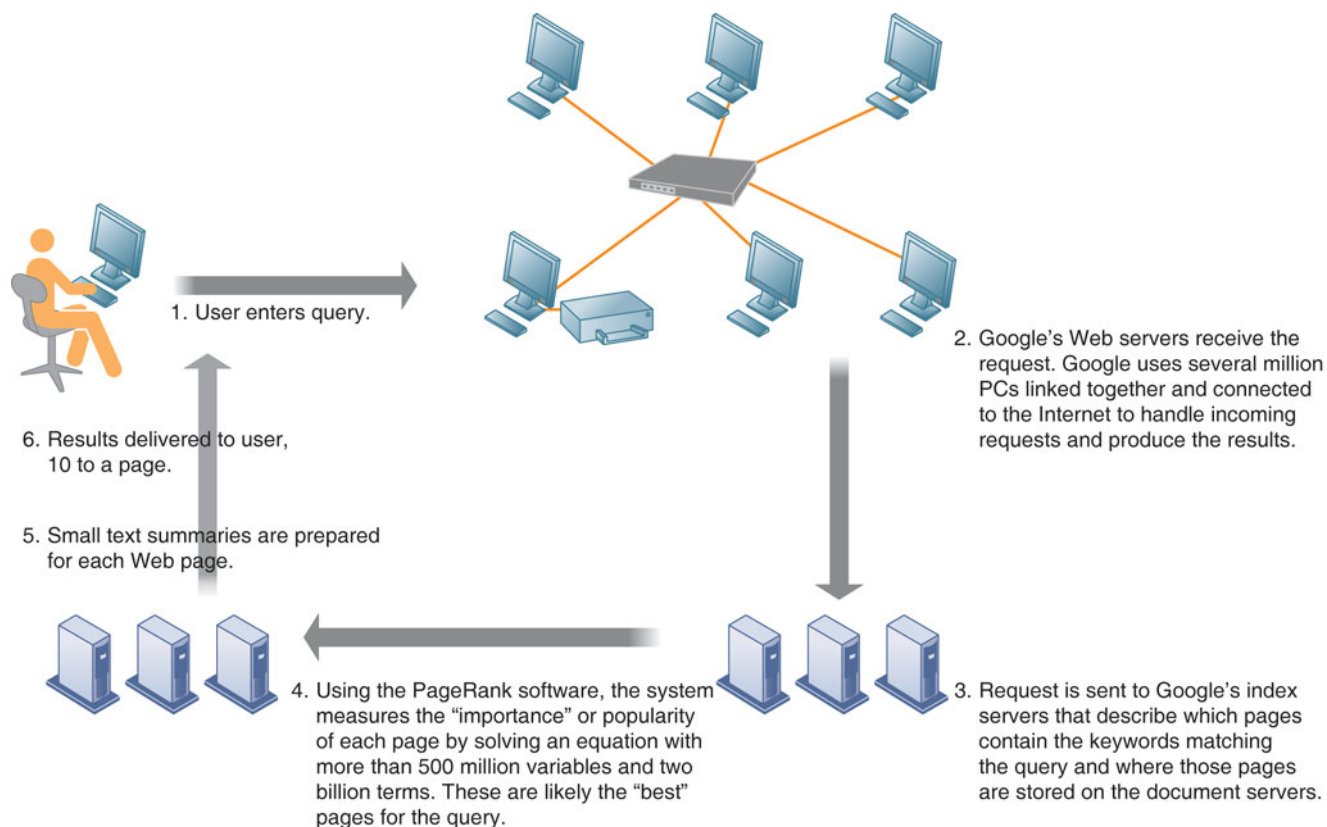 1. User enters query.
2. Google’s Web servers receive the
request. Google uses several million
PCs linked together and connected
to the Internet to handle incoming
requests and produce the results.
3. Request is sent to Google’s index
servers that describe which pages
contain the keywords matching
the query and where those pages
are stored on the document servers.
4. Using the PageRank software, the system
measures the “importance” or popularity
of each page by solving an equation with
more than 500 million variables and two
billion terms. These are likely the “best”
pages for the query.
5. Small text summaries are prepared
for each Web page.
6. Results delivered to user,
10 to a page.